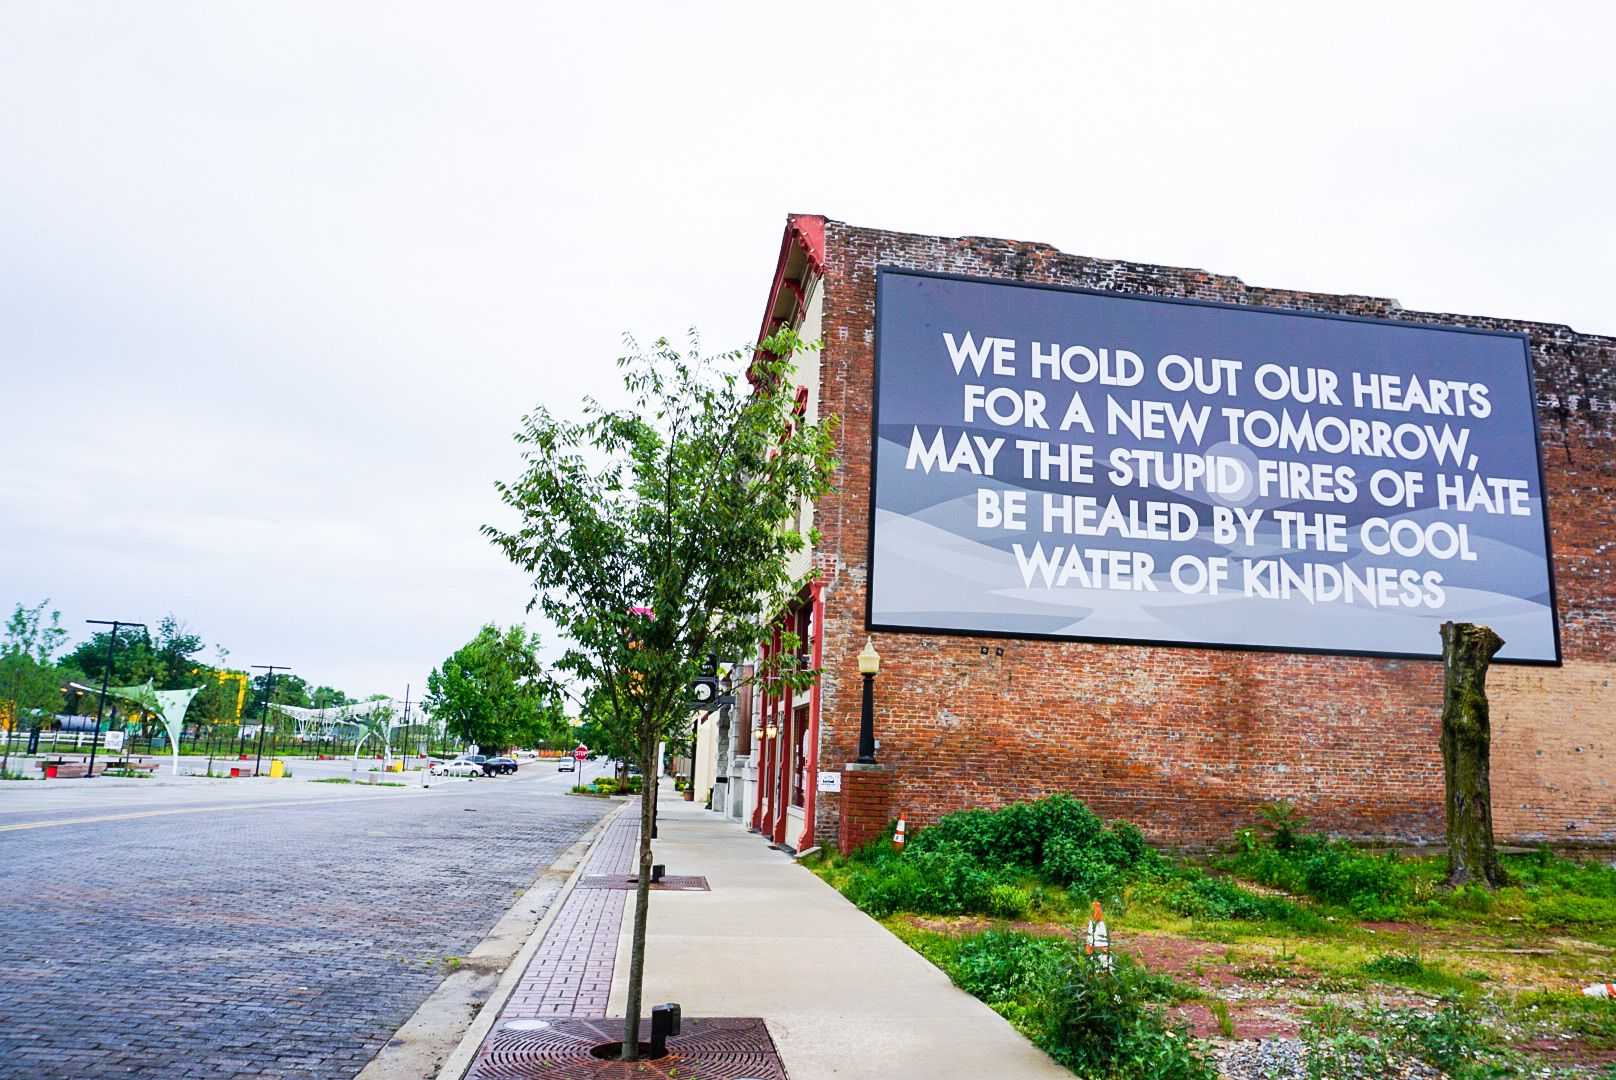 WE HOLD OUT OUR HEARTS
FOR A NEW TOMORROW,
MAY THE STUPID FIRES OF HATE
BE HEALED BY THE COOL
WATER OF KINDNESS
STOP